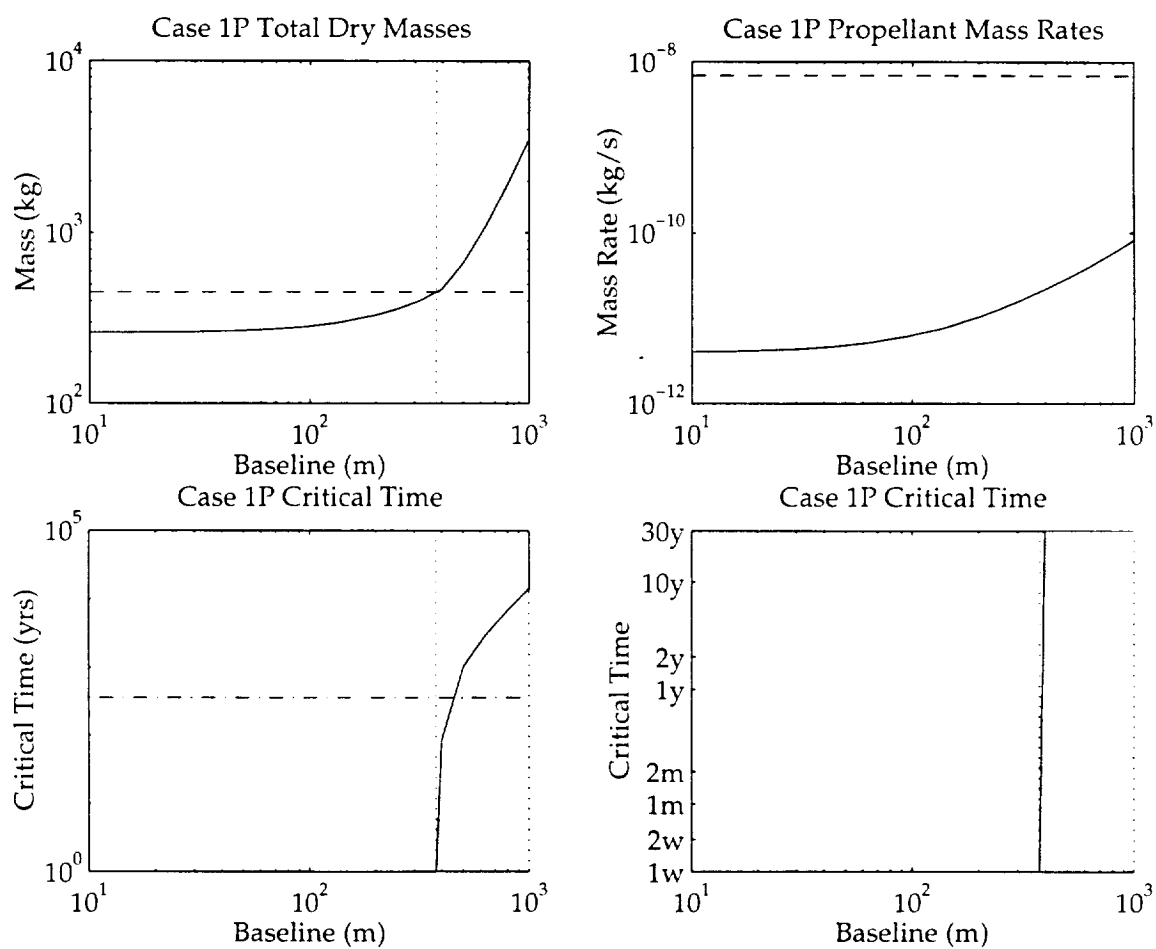 Case 1P Total Dry Masses
10^4
10^3
10^2
Mass (kg)
10^1 10^2 10^3
Baseline (m)
Case 1P Propellant Mass Rates
10^-8
10^-10
10^-12
Mass Rate (kg/s)
10^1 10^2 10^3
Baseline (m)
Case 1P Critical Time
10^5
10^0
Critical Time (yrs)
10^1 10^2 10^3
Baseline (m)
Case 1P Critical Time
30y
10y
2y
1y
2m
1m
2w
1w
Critical Time
10^1 10^2 10^3
Baseline (m)